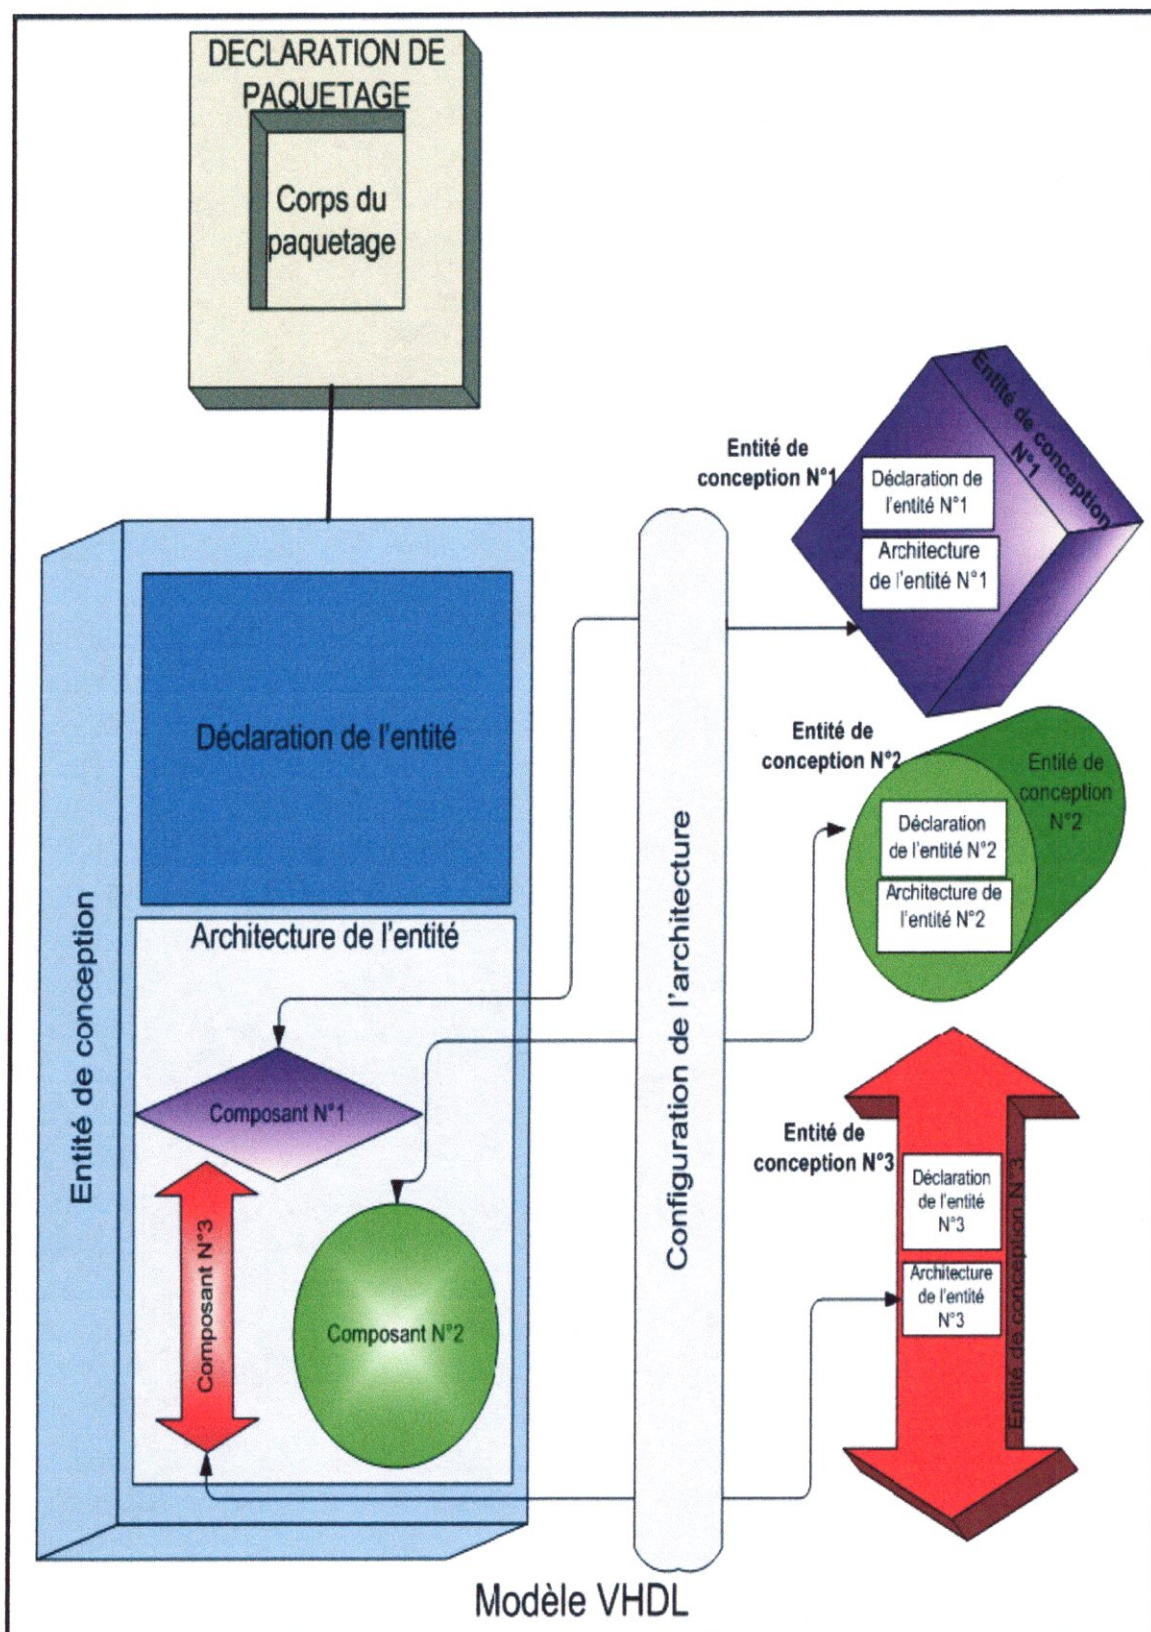 DECLARATION DE
PAQUETAGE
Corps du
paquetage
Entité de conception
Déclaration de l'entité
Architecture de l'entité
Composant N°1
Composant N°3
Composant N°2
Configuration de l'architecture
Entité de
conception N°1
Entité de conception
N°1
Déclaration de
l'entité N°1
Architecture
de l'entité N°1
Entité de
conception N°2
Entité de
conception
N°2
Déclaration
de l'entité N°2
Architecture de
l'entité N°2
Entité de
conception N°3
Déclaration
de l'entité
N°3
Architecture
de l'entité
N°3
Entité de conception N°3
Modèle VHDL